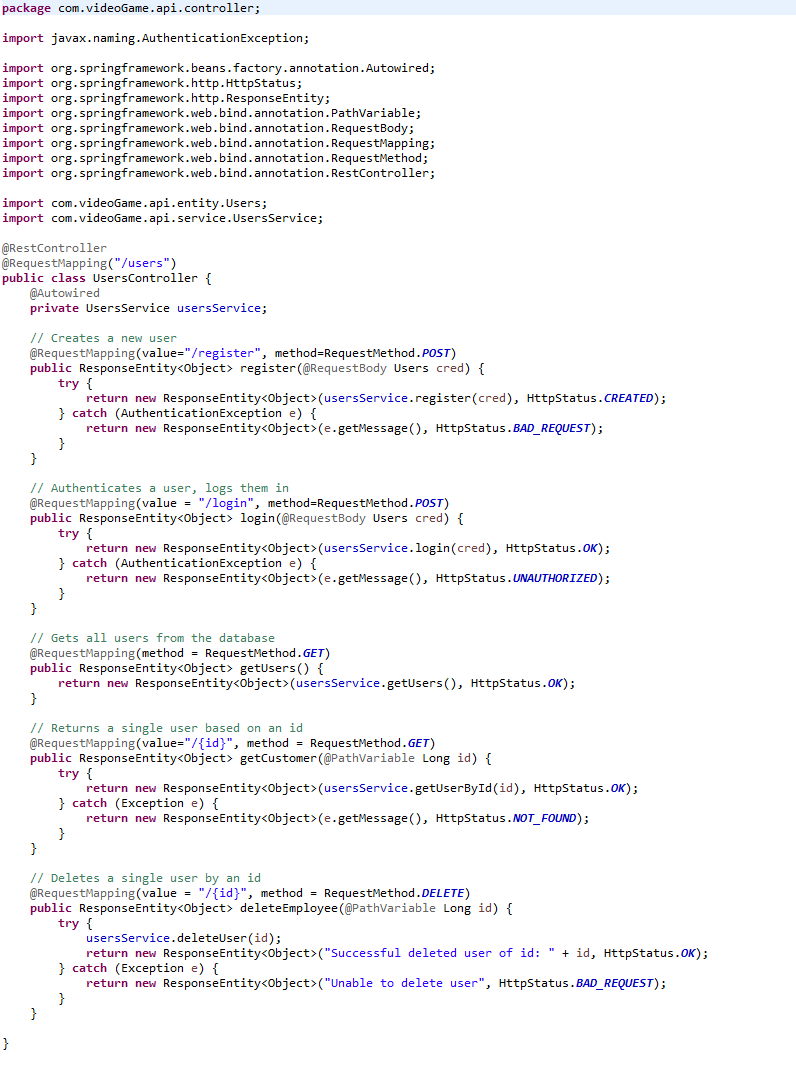 package com.videoGame.api.controller;
import javax.naming.AuthenticationException;
import org.springframework.beans.factory.annotation.Autowired;
import org.springframework.http.HttpStatus;
import org.springframework.http.ResponseEntity;
import org.springframework.web.bind.annotation.PathVariable;
import org.springframework.web.bind.annotation.RequestBody;
import org.springframework.web.bind.annotation.RequestMapping;
import org.springframework.web.bind.annotation.RequestMethod;
import org.springframework.web.bind.annotation.RestController;
import com.videoGame.api.entity.Users;
import com.videoGame.api.service.UsersService;
@RestController
@RequestMapping("/users")
public class UsersController {
    @Autowired
    private UsersService usersService;
    // Creates a new user
    @RequestMapping(value="/register", method=RequestMethod.POST)
    public ResponseEntity<Object> register(@RequestBody Users cred) {
        try {
            return new ResponseEntity<Object>(usersService.register(cred), HttpStatus.CREATED);
        } catch (AuthenticationException e) {
            return new ResponseEntity<Object>(e.getMessage(), HttpStatus.BAD_REQUEST);
        }
    }
    // Authenticates a user, logs them in
    @RequestMapping(value = "/login", method=RequestMethod.POST)
    public ResponseEntity<Object> login(@RequestBody Users cred) {
        try {
            return new ResponseEntity<Object>(usersService.login(cred), HttpStatus.OK);
        } catch (AuthenticationException e) {
            return new ResponseEntity<Object>(e.getMessage(), HttpStatus.UNAUTHORIZED);
        }
    }
    // Gets all users from the database
    @RequestMapping(method = RequestMethod.GET)
    public ResponseEntity<Object> getUsers() {
        return new ResponseEntity<Object>(usersService.getUsers(), HttpStatus.OK);
    }
    // Returns a single user based on an id
    @RequestMapping(value="/{id}", method = RequestMethod.GET)
    public ResponseEntity<Object> getCustomer(@PathVariable Long id) {
        try {
            return new ResponseEntity<Object>(usersService.getUserById(id), HttpStatus.OK);
        } catch (Exception e) {
            return new ResponseEntity<Object>(e.getMessage(), HttpStatus.NOT_FOUND);
        }
    }
    // Deletes a single user by an id
    @RequestMapping(value = "/{id}", method = RequestMethod.DELETE)
    public ResponseEntity<Object> deleteEmployee(@PathVariable Long id) {
        try {
            usersService.deleteUser(id);
            return new ResponseEntity<Object>("Successful deleted user of id: " + id, HttpStatus.OK);
        } catch (Exception e) {
            return new ResponseEntity<Object>("Unable to delete user", HttpStatus.BAD_REQUEST);
        }
    }
}